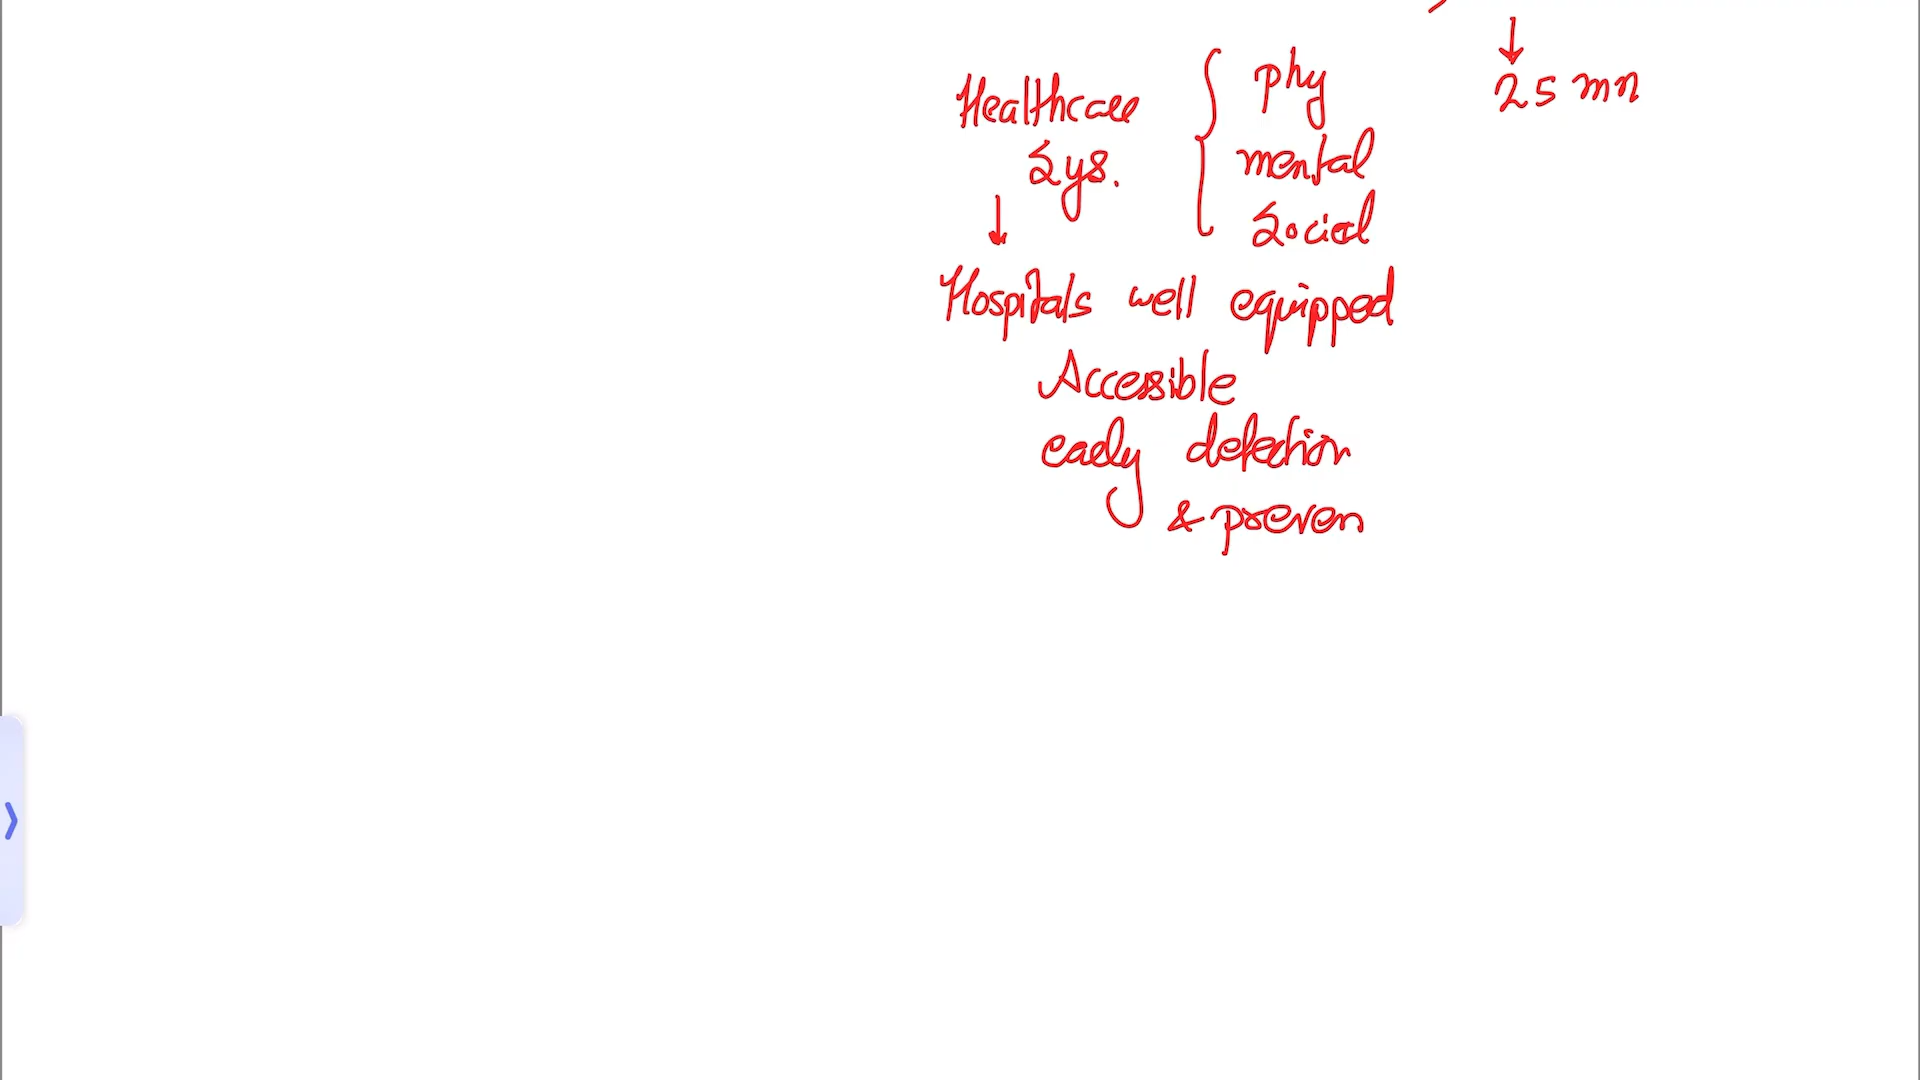 Healthcare
Sys.
phy
mental
Social
25 mn
Hospitals well equipped
Accessible
early detection
& preven